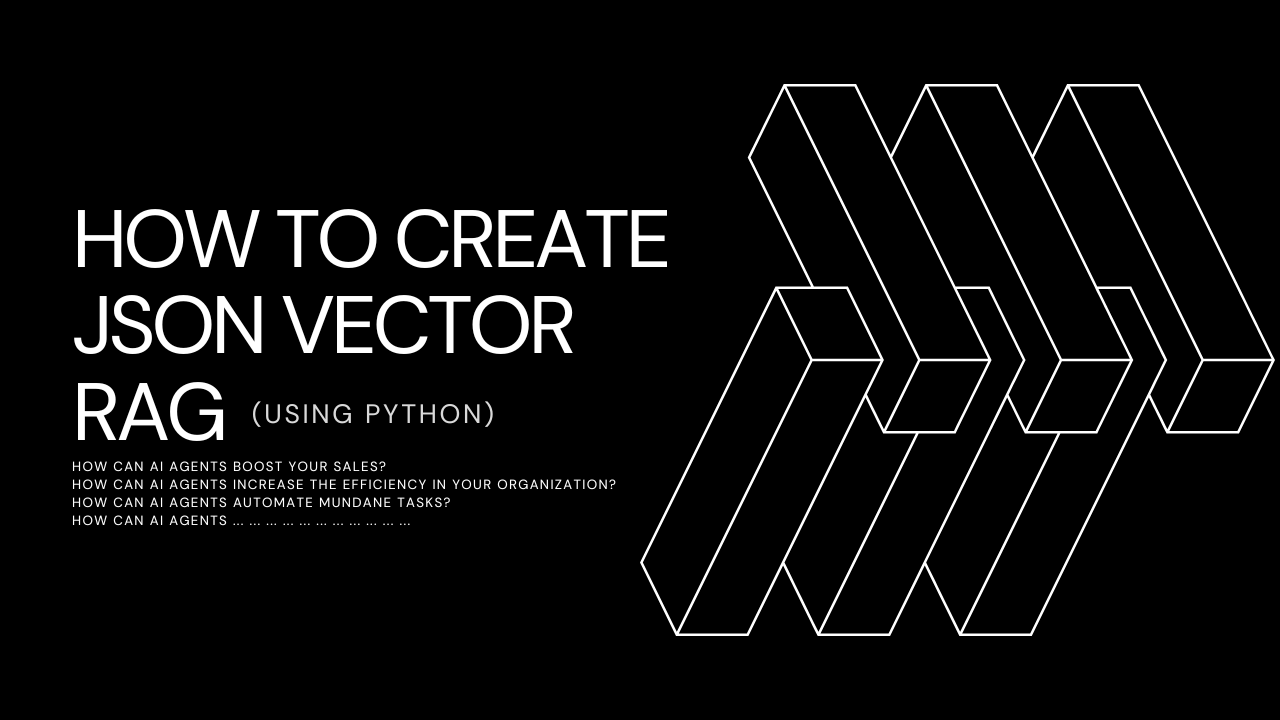 HOW TO CREATE
JSON VECTOR
RAG (USING PYTHON)
HOW CAN AI AGENTS BOOST YOUR SALES?
HOW CAN AI AGENTS INCREASE THE EFFICIENCY IN YOUR ORGANIZATION?
HOW CAN AI AGENTS AUTOMATE MUNDANE TASKS?
HOW CAN AI AGENTS ... ... ... ... ... ... ... ... ... ... ...